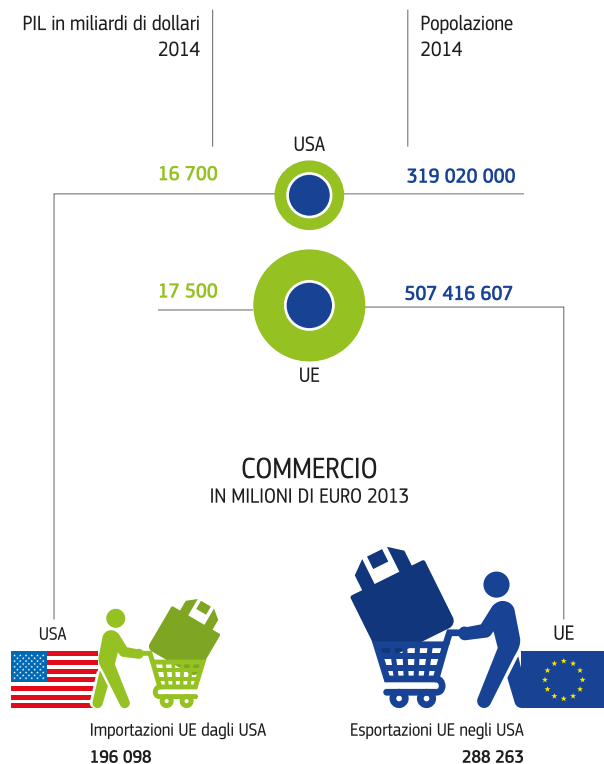 PIL in miliardi di dollari
2014
Popolazione
2014
USA
16 700
319 020 000
17 500
507 416 607
UE
COMMERCIO
IN MILIONI DI EURO 2013
USA
UE
Importazioni UE dagli USA
196 098
Esportazioni UE negli USA
288 263